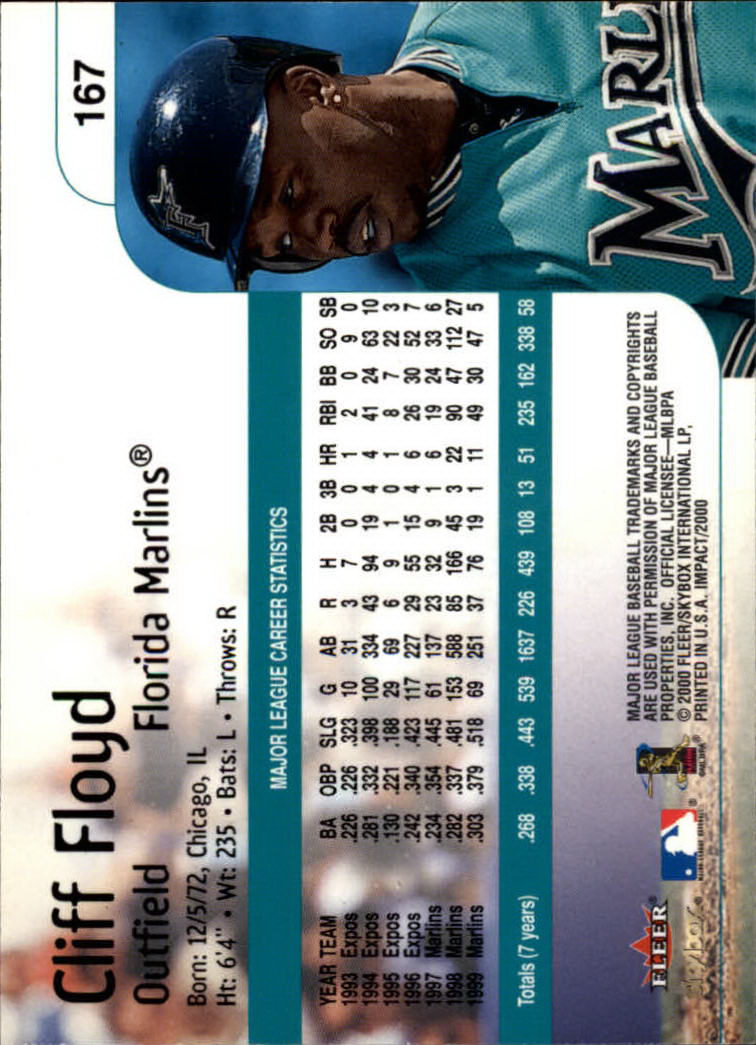 Cliff Floyd
Outfield Florida Marlins®
Born: 12/5/72, Chicago, IL
Ht: 6'4" • Wt: 235 • Bats: L • Throws: R
167
MARLI
MAJOR LEAGUE CAREER STATISTICS
YEAR TEAM BA OBP SLG G AB R H 2B 3B HR RBI BB SO SB
1993 Expos .226 .226 .323 10 31 3 7 0 0 1 2 0 9 0
1994 Expos .281 .332 .398 100 334 43 94 19 4 4 41 24 63 10
1995 Expos .130 .221 .188 29 69 6 9 1 0 1 8 7 22 3
1996 Expos .242 .340 .423 117 227 29 55 15 4 6 26 30 52 7
1997 Marlins .234 .354 .445 61 137 23 32 9 1 6 19 24 33 6
1998 Marlins .282 .337 .481 153 588 85 166 45 3 22 90 47 112 27
1999 Marlins .303 .379 .518 69 251 37 76 19 1 11 49 30 47 5
Totals (7 years) .268 .338 .443 539 1637 226 439 108 13 51 235 162 338 58
MAJOR LEAGUE BASEBALL TRADEMARKS AND COPYRIGHTS
ARE USED WITH PERMISSION OF MAJOR LEAGUE BASEBALL
PROPERTIES, INC. OFFICIAL LICENSEE—MLBPA
© 2000 FLEER/SKYBOX INTERNATIONAL LP,
PRINTED IN U.S.A. IMPACT/2000
FLEER®
skybox®
©MLBPA